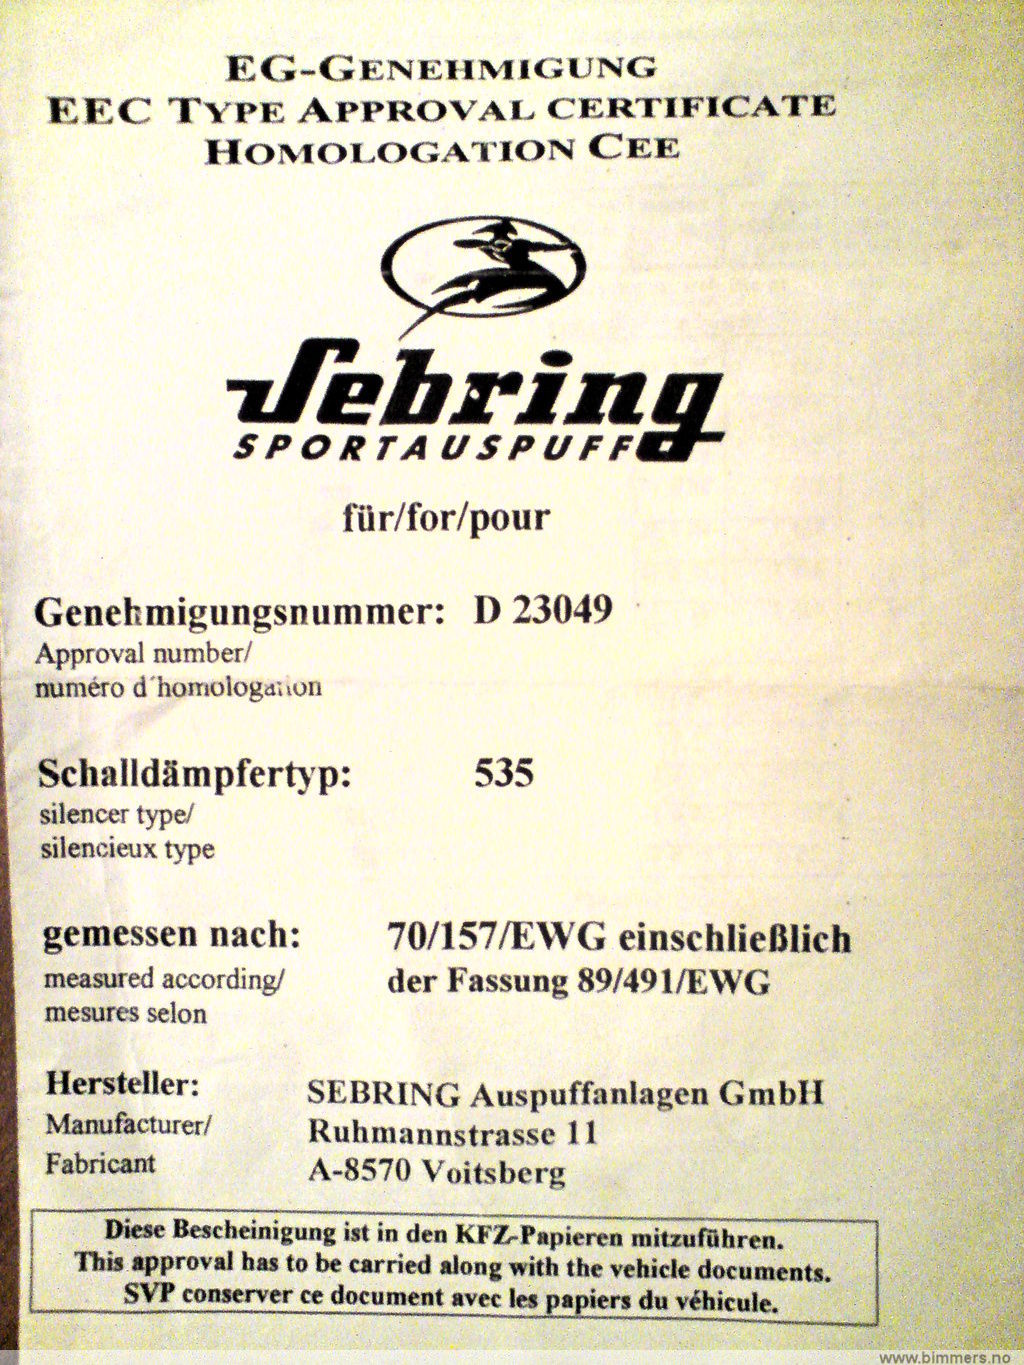 EG-GENEHMIGUNG
EEC TYPE APPROVAL CERTIFICATE
HOMOLOGATION CEE
Sebring
SPORTAUSPUFF
für/for/pour
Genehmigungsnummer: D 23049
Approval number/
numéro d´homologation
Schalldämpfertyp: 535
silencer type/
silencieux type
gemessen nach: 70/157/EWG einschließlich
measured according/ der Fassung 89/491/EWG
mesures selon
Hersteller: SEBRING Auspuffanlagen GmbH
Manufacturer/ Ruhmannstrasse 11
Fabricant A-8570 Voitsberg
Diese Bescheinigung ist in den KFZ-Papieren mitzuführen.
This approval has to be carried along with the vehicle documents.
SVP conserver ce document avec les papiers du véhicule.
www.bimmers.no